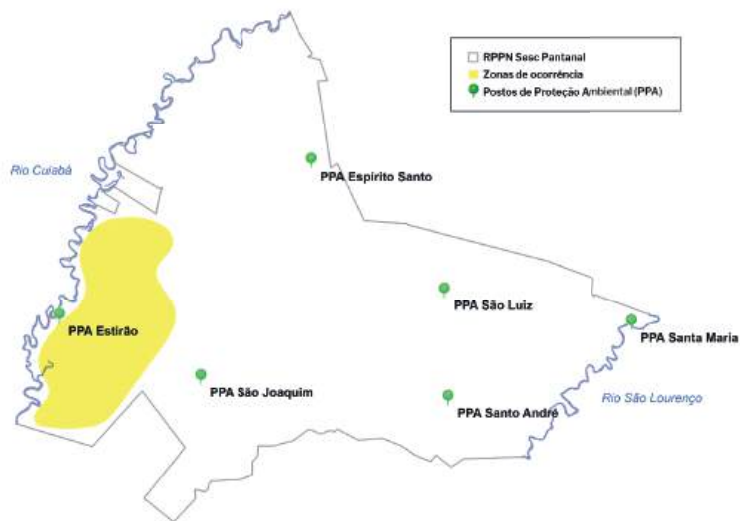 RPPN Sesc Pantanal
Zonas de ocorrência
Postos de Proteção Ambiental (PPA)
Rio Cuiabá
PPA Espírito Santo
PPA São Luiz
PPA Estirão
PPA Santa Maria
PPA São Joaquim
Rio São Lourenço
PPA Santo André